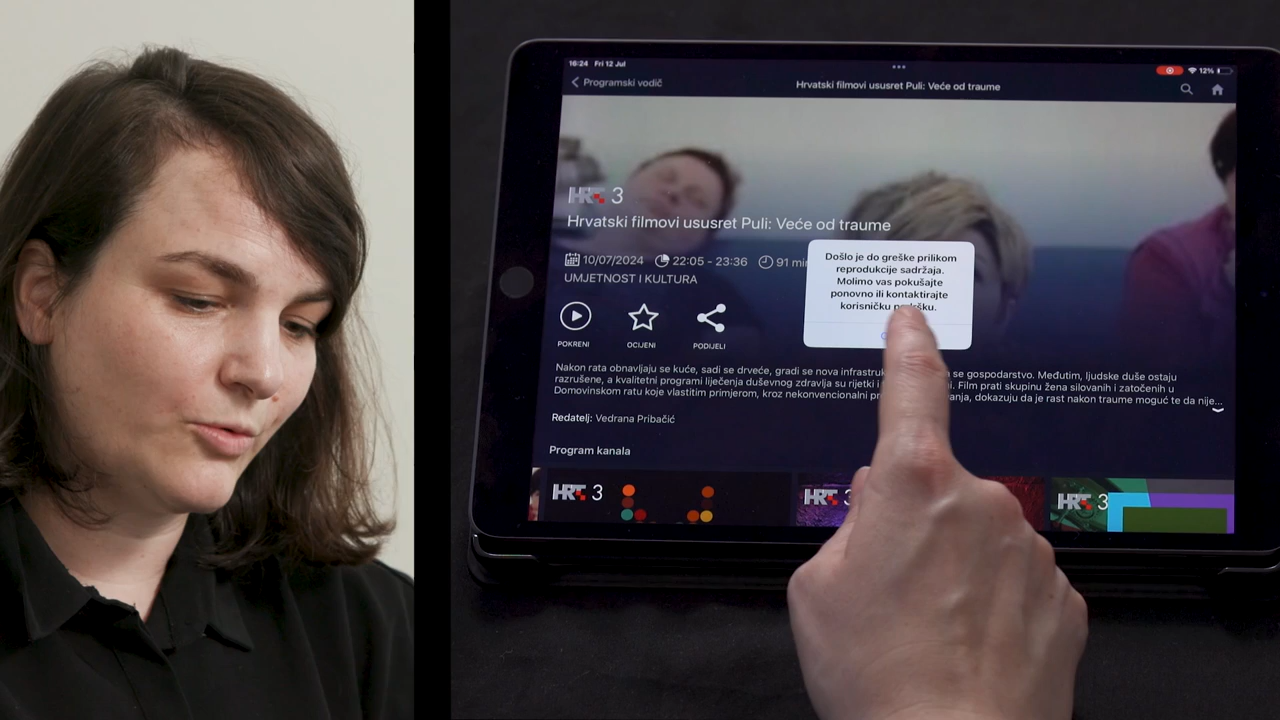 16:24 Fri 12 Jul
12%
Programski vodič
Hrvatski filmovi ususret Puli: Veće od traume
HRT 3
Hrvatski filmovi ususret Puli: Veće od traume
10/07/2024 22:05 - 23:36 91 min
UMJETNOST I KULTURA
Došlo je do greške prilikom
reprodukcije sadržaja.
Molimo vas pokušajte
ponovno ili kontaktirajte
korisničku
POKRENI OCIJENI PODIJELI
Nakon rata obnavljaju se kuće, sadi se drveće, gradi se nova se gospodarstvo. Međutim, ljudske duše ostaju
razrušene, a kvalitetni programi liječenja duševnog zdravlja su rijetki i Film prati skupinu žena silovanih i zatočenih u
Domovinskom ratu koje vlastitim primjerom, kroz nekonvencionalni dokazuju da je rast nakon traume moguć te da nije...
Redatelj: Vedrana Pribačić
Program kanala
HRT 3 HRT 3 HRT 3